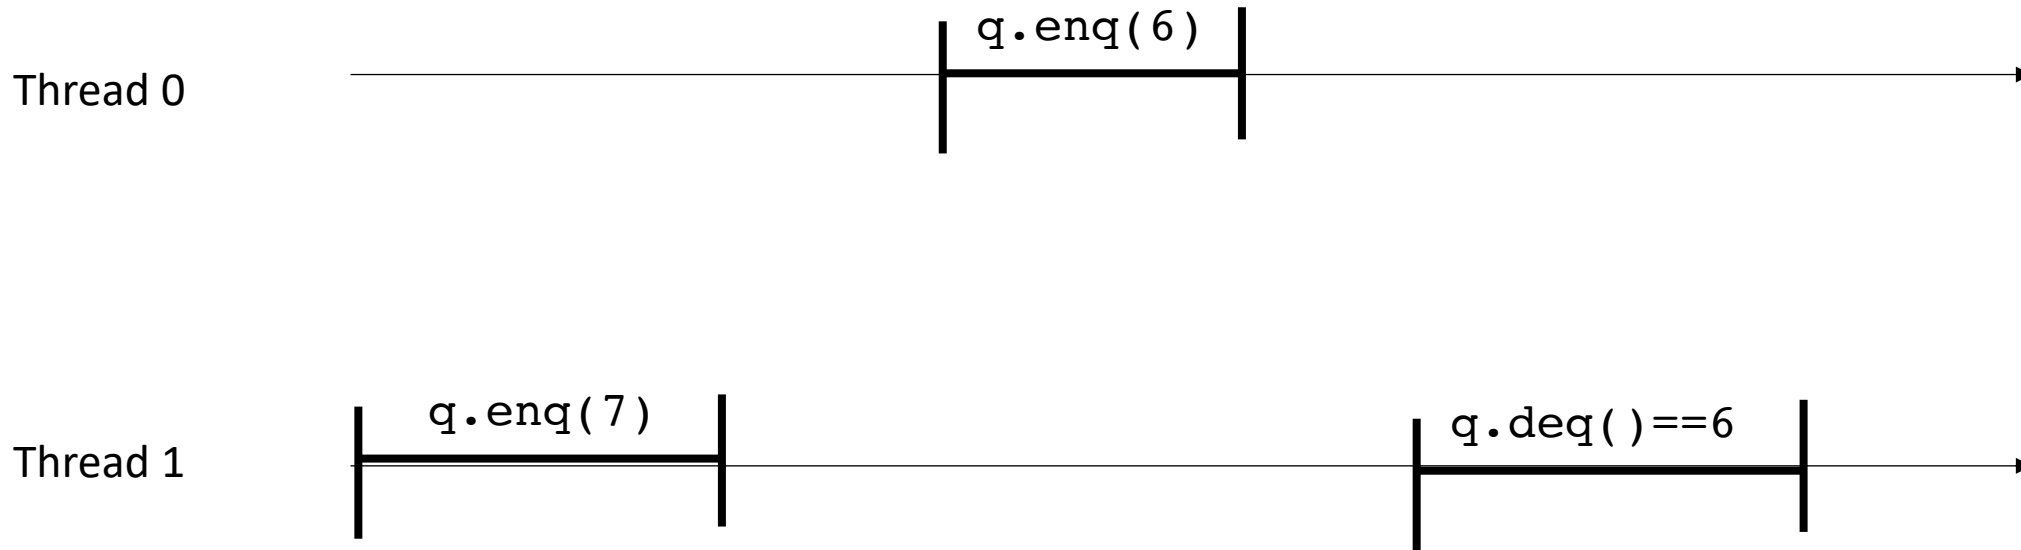 q.enq(6)
Thread 0
q.enq(7)
q.deq()==6
Thread 1